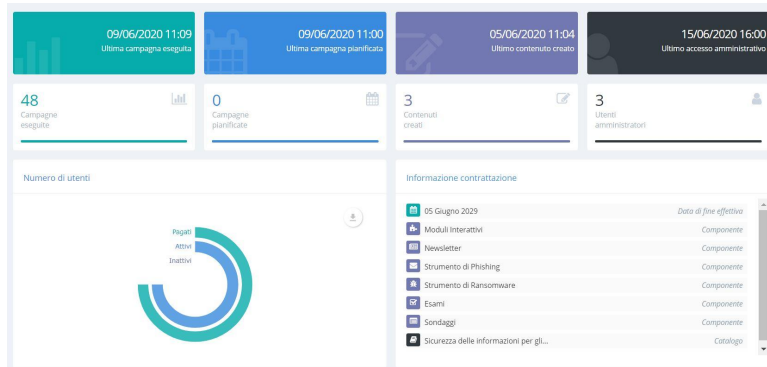 09/06/2020 11:09
Ultima campagna eseguita
09/06/2020 11:00
Ultima campagna pianificata
05/06/2020 11:04
Ultimo contenuto creato
15/06/2020 16:00
Ultimo accesso amministrativo
48
Campagne
eseguite
0
Campagne
pianificate
3
Contenuti
creati
3
Utenti
amministratori
Numero di utenti
Pagati
Attivi
Inattivi
Informazione contrattazione
05 Giugno 2029 Data di fine effettiva
Moduli Interattivi Componente
Newsletter Componente
Strumento di Phishing Componente
Strumento di Ransomware Componente
Esami Componente
Sondaggi Componente
Sicurezza delle informazioni per gli... Catalogo